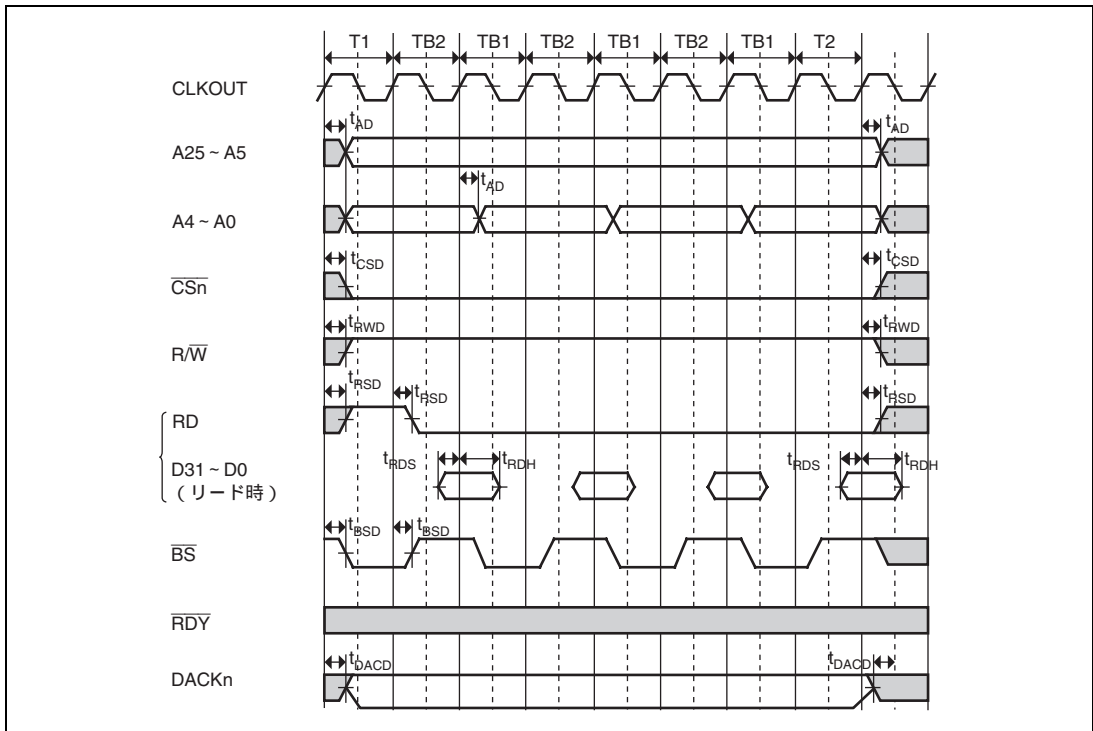 T1 TB2 TB1 TB2 TB1 TB2 TB1 T2
CLKOUT
tAD tAD
A25 ~ A5
tAD
A4 ~ A0
tCSD tCSD
CSn
tRWD tRWD
R/W
tRSD tRSD tRSD
RD
tRDS tRDH tRDS tRDH
D31 ~ D0
(リード時)
tBSD tBSD
BS
RDY
tDACD tDACD
DACKn